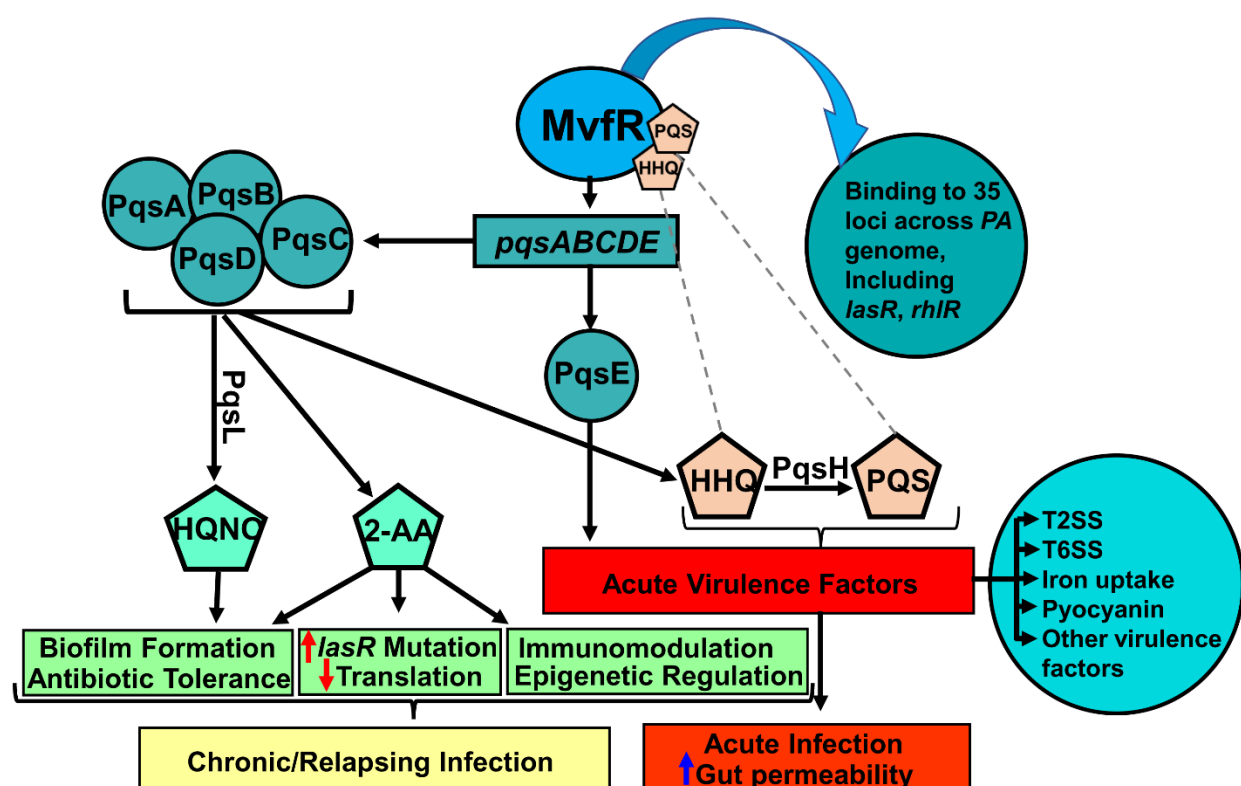 MvfR
PQS
HHQ
Binding to 35
loci across PA
genome,
Including
lasR, rhlR
PqsA
PqsB
PqsC
PqsD
pqsABCDE
PqsE
PqsL
HHQ
PqsH
PQS
HQNO
2-AA
T2SS
T6SS
Iron uptake
Pyocyanin
Other virulence
factors
Acute Virulence Factors
Biofilm Formation
Antibiotic Tolerance
lasR Mutation
Translation
Immunomodulation
Epigenetic Regulation
Chronic/Relapsing Infection
Acute Infection
Gut permeability